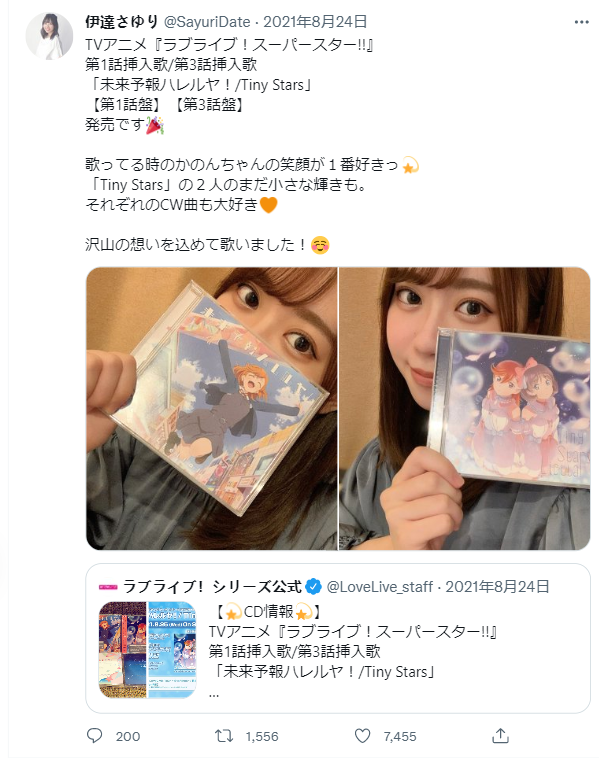 伊達さゆり @SayuriDate · 2021年8月24日
TVアニメ『ラブライブ！スーパースター!!』
第1話挿入歌/第3話挿入歌
「未来予報ハレルヤ！/Tiny Stars」
【第1話盤】【第3話盤】
発売です🎉
歌ってる時のかのんちゃんの笑顔が１番好きっ💫
「Tiny Stars」の２人のまだ小さな輝きも。
それぞれのCW曲も大好き🧡
沢山の想いを込めて歌いました！☺️
ラブライブ！シリーズ公式 @LoveLive_staff · 2021年8月24日
【💫CD情報💫】
TVアニメ『ラブライブ！スーパースター!!』
第1話挿入歌/第3話挿入歌
「未来予報ハレルヤ！/Tiny Stars」
...
200 1,556 7,455